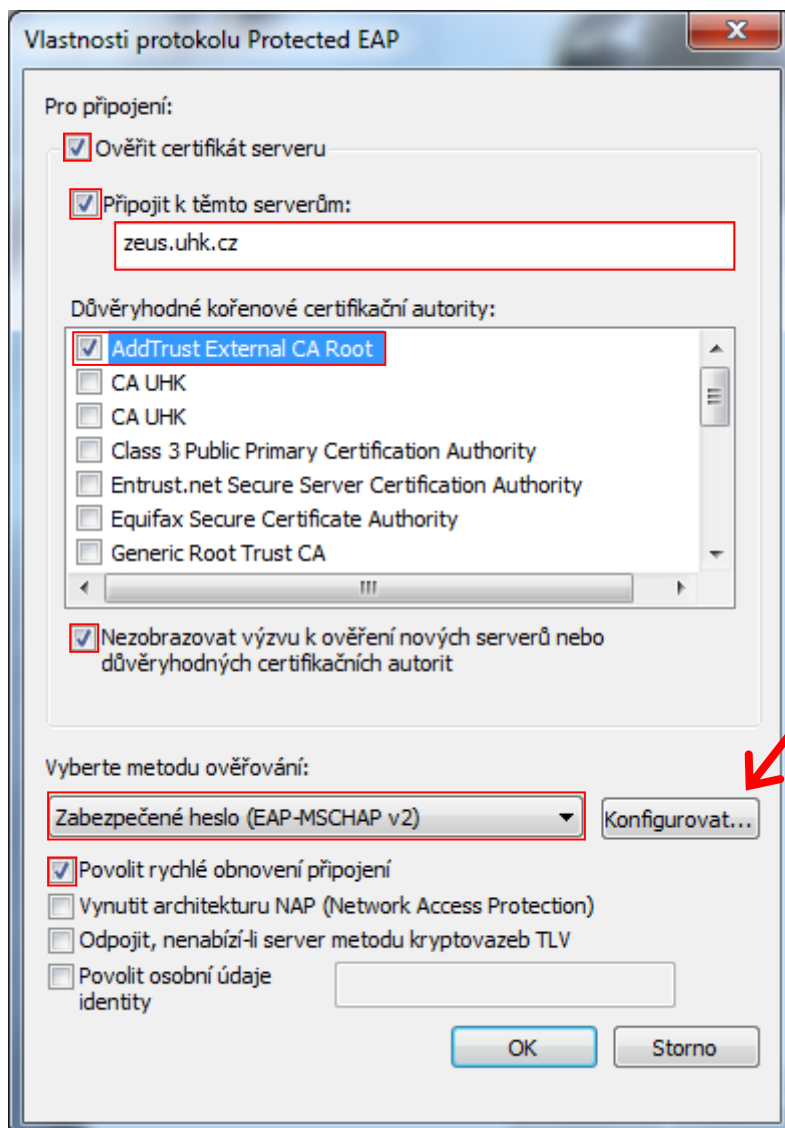 Vlastnosti protokolu Protected EAP
Pro připojení:
Ověřit certifikát serveru
Připojit k těmto serverům:
zeus.uhk.cz
Důvěryhodné kořenové certifikační autority:
AddTrust External CA Root
CA UHK
CA UHK
Class 3 Public Primary Certification Authority
Entrust.net Secure Server Certification Authority
Equifax Secure Certificate Authority
Generic Root Trust CA
Nezobrazovat výzvu k ověření nových serverů nebo
důvěryhodných certifikačních autorit
Vyberte metodu ověřování:
Zabezpečené heslo (EAP-MSCHAP v2)
Konfigurovat...
Povolit rychlé obnovení připojení
Vynutit architekturu NAP (Network Access Protection)
Odpojit, nenabízí-li server metodu kryptovazeb TLV
Povolit osobní údaje
identity
OK
Storno